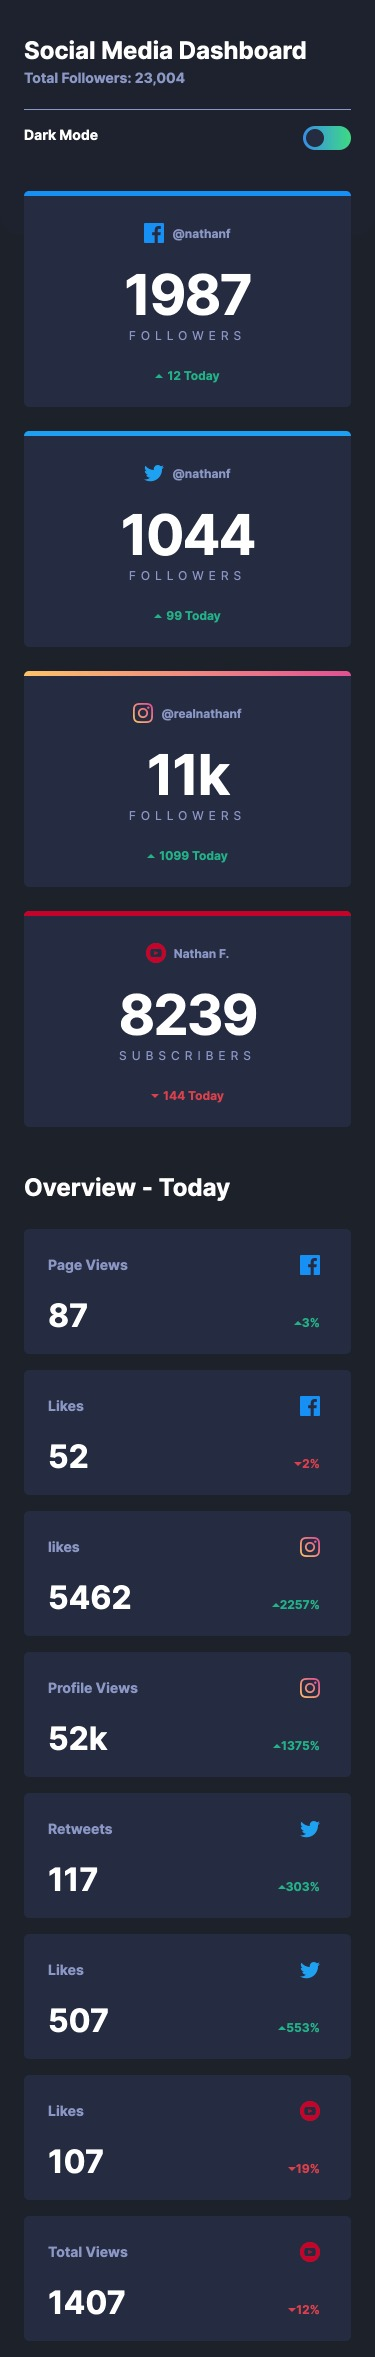 Social Media Dashboard
Total Followers: 23,004
Dark Mode
@nathanf
1987
FOLLOWERS
12 Today
@nathanf
1044
FOLLOWERS
99 Today
@realnathanf
11k
FOLLOWERS
1099 Today
Nathan F.
8239
SUBSCRIBERS
144 Today
Overview - Today
Page Views
87
3%
Likes
52
2%
likes
5462
2257%
Profile Views
52k
1375%
Retweets
117
303%
Likes
507
553%
Likes
107
19%
Total Views
1407
12%